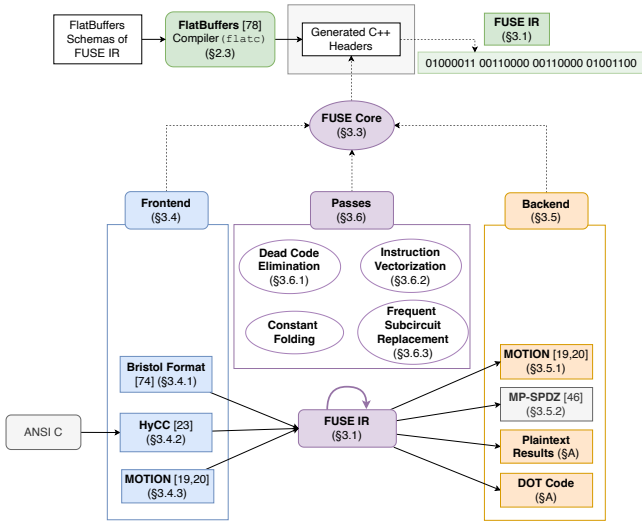 FlatBuffers
Schemas of
FUSE IR
FlatBuffers [78]
Compiler (flatc)
(§2.3)
Generated C++
Headers
FUSE IR
(§3.1)
01000011 00110000 00110000 01001100
FUSE Core
(§3.3)
Frontend
(§3.4)
Passes
(§3.6)
Backend
(§3.5)
Dead Code
Elimination
(§3.6.1)
Instruction
Vectorization
(§3.6.2)
Constant
Folding
Frequent
Subcircuit
Replacement
(§3.6.3)
Bristol Format
[74] (§3.4.1)
MOTION [19,20]
(§3.5.1)
MP-SPDZ [46]
(§3.5.2)
ANSI C
HyCC [23]
(§3.4.2)
FUSE IR
(§3.1)
Plaintext
Results (§A)
MOTION [19,20]
(§3.4.3)
DOT Code
(§A)